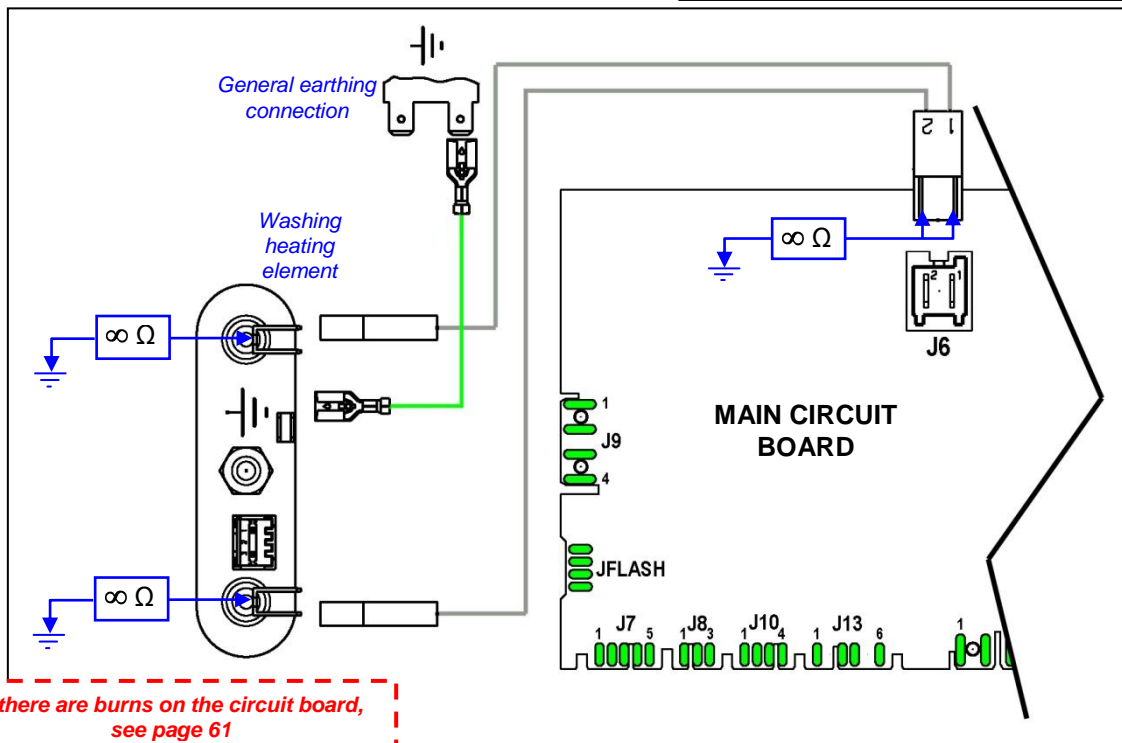 General earthing
connection
2 1
Washing
heating
element
∞ Ω
∞ Ω
2 1
J6
1
J9
4
MAIN CIRCUIT
BOARD
JFLASH
∞ Ω
1 J7 5
1 J8 3
1 J10 4
1 J13 6
1
there are burns on the circuit board,
see page 61